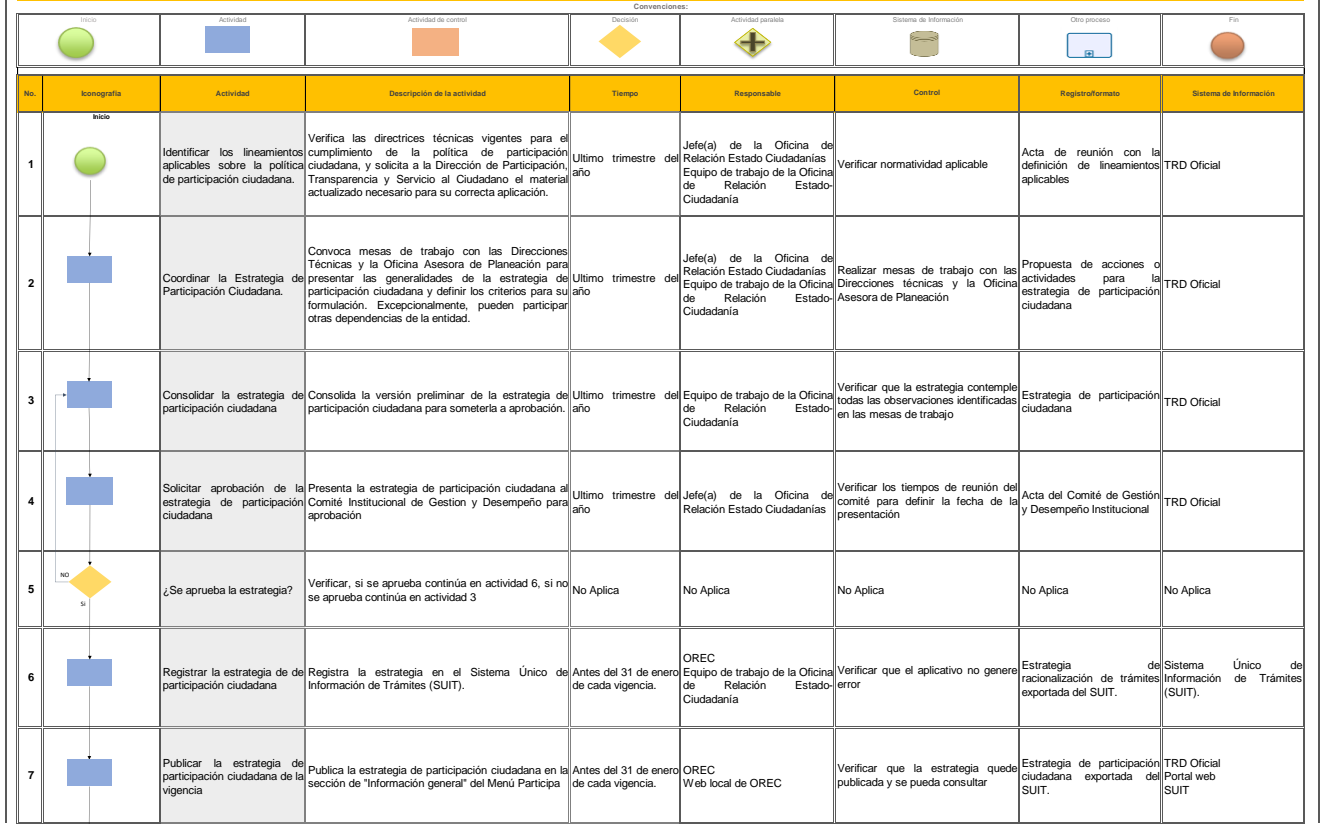 Convenciones:
Inicio
Actividad
Actividad de control
Decisión
Actividad paralela
Sistema de Información
Otro proceso
Fin
No.
Iconografía
Actividad
Descripción de la actividad
Tiempo
Responsable
Control
Registro/formato
Sistema de Información
Inicio
1
Identificar los lineamientos
aplicables sobre la política
de participación ciudadana.
Verifica las directrices técnicas vigentes para el
cumplimiento de la política de participación
ciudadana, y solicita a la Dirección de Participación,
Transparencia y Servicio al Ciudadano el material
actualizado necesario para su correcta aplicación.
Ultimo trimestre del
año
Jefe(a) de la Oficina de
Relación Estado Ciudadanías
Equipo de trabajo de la Oficina
de Relación Estado-
Ciudadanía
Verificar normatividad aplicable
Acta de reunión con la
definición de lineamientos
aplicables
TRD Oficial
2
Coordinar la Estrategia de
Participación Ciudadana.
Convoca mesas de trabajo con las Direcciones
Técnicas y la Oficina Asesora de Planeación para
presentar las generalidades de la estrategia de
participación ciudadana y definir los criterios para su
formulación. Excepcionalmente, pueden participar
otras dependencias de la entidad.
Ultimo trimestre del
año
Jefe(a) de la Oficina de
Relación Estado Ciudadanías
Equipo de trabajo de la Oficina
de Relación Estado-
Ciudadanía
Realizar mesas de trabajo con las
Direcciones técnicas y la Oficina
Asesora de Planeación
Propuesta de acciones o
actividades para la
estrategia de participación
ciudadana
TRD Oficial
3
Consolidar la estrategia de
participación ciudadana
Consolida la versión preliminar de la estrategia de
participación ciudadana para someterla a aprobación.
Ultimo trimestre del
año
Equipo de trabajo de la Oficina
de Relación Estado-
Ciudadanía
Verificar que la estrategia contemple
todas las observaciones identificadas
en las mesas de trabajo
Estrategia de participación
ciudadana
TRD Oficial
4
Solicitar aprobación de la
estrategia de participación
ciudadana
Presenta la estrategia de participación ciudadana al
Comité Institucional de Gestion y Desempeño para
aprobación
Ultimo trimestre del
año
Jefe(a) de la Oficina de
Relación Estado Ciudadanías
Verificar los tiempos de reunión del
comité para definir la fecha de la
presentación
Acta del Comité de Gestión
y Desempeño Institucional
TRD Oficial
5
NO
Si
¿Se aprueba la estrategia?
Verificar, si se aprueba continúa en actividad 6, si no
se aprueba continúa en actividad 3
No Aplica
No Aplica
No Aplica
No Aplica
No Aplica
6
Registrar la estrategia de de
participación ciudadana
Registra la estrategia en el Sistema Único de
Información de Trámites (SUIT).
Antes del 31 de enero
de cada vigencia.
OREC
Equipo de trabajo de la Oficina
de Relación Estado-
Ciudadanía
Verificar que el aplicativo no genere
error
Estrategia de
racionalización de trámites
exportada del SUIT.
Sistema Único de
Información de Trámites
(SUIT).
7
Publicar la estrategia de
participación ciudadana de la
vigencia
Publica la estrategia de participación ciudadana en la
sección de "Información general" del Menú Participa
Antes del 31 de enero
de cada vigencia.
OREC
Web local de OREC
Verificar que la estrategia quede
publicada y se pueda consultar
Estrategia de participación
ciudadana exportada del
SUIT.
TRD Oficial
Portal web
SUIT